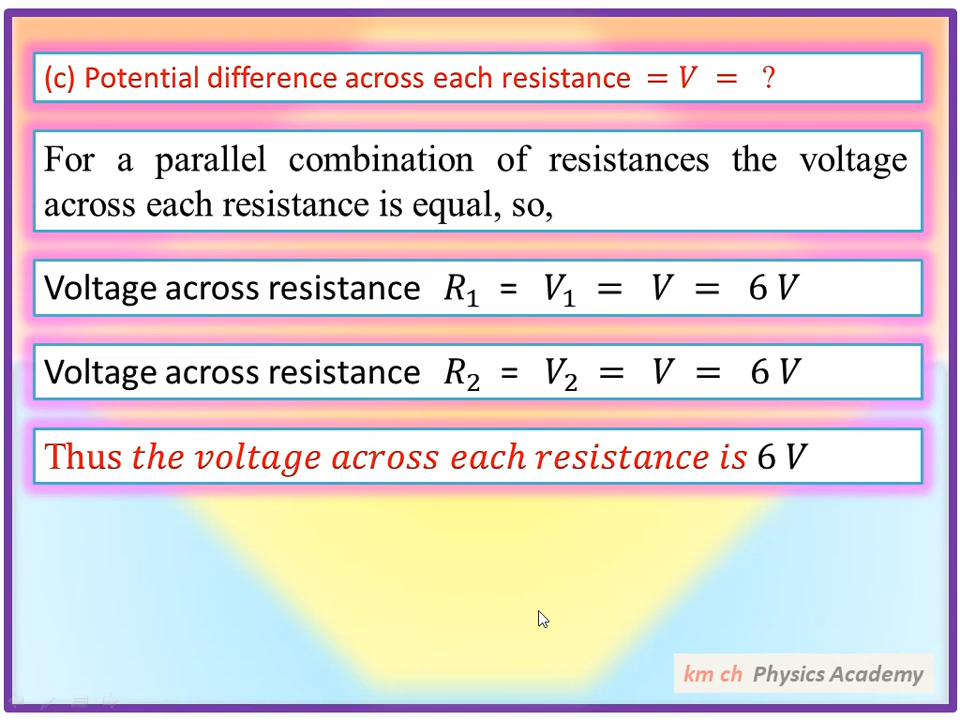 (c) Potential difference across each resistance = V = ?
For a parallel combination of resistances the voltage
across each resistance is equal, so,
Voltage across resistance R₁ = V₁ = V = 6 V
Voltage across resistance R₂ = V₂ = V = 6 V
Thus the voltage across each resistance is 6 V
km ch Physics Academy